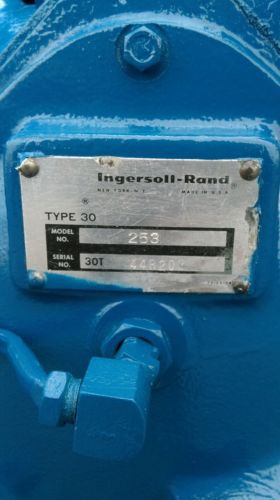 Ingersoll-Rand®
NEW YORK, N.Y. MADE IN U.S.A.
®
TYPE 30
MODEL NO. 253
SERIAL NO. 30T